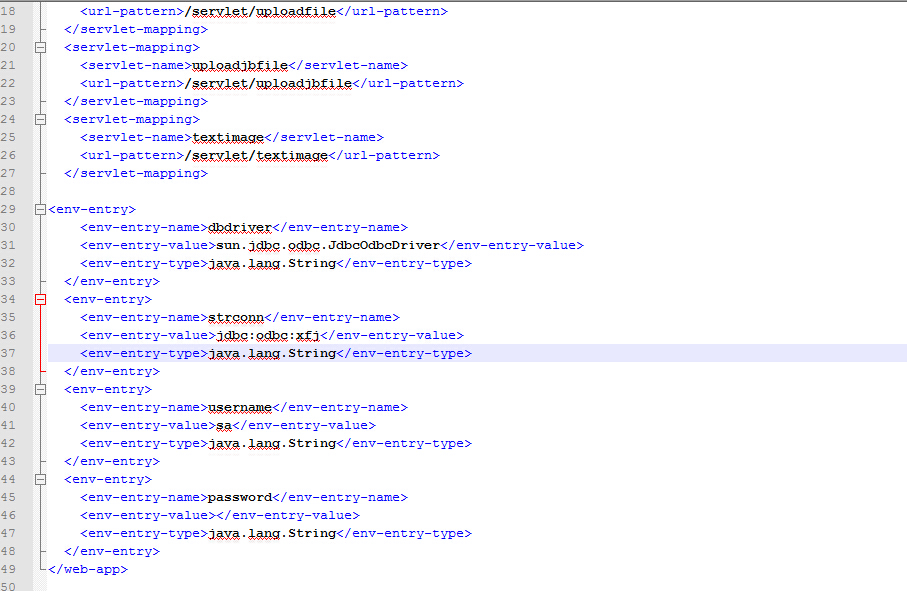 18 <url-pattern>/servlet/uploadfile</url-pattern>
19 </servlet-mapping>
20 <servlet-mapping>
21 <servlet-name>uploadjbfile</servlet-name>
22 <url-pattern>/servlet/uploadjbfile</url-pattern>
23 </servlet-mapping>
24 <servlet-mapping>
25 <servlet-name>textimage</servlet-name>
26 <url-pattern>/servlet/textimage</url-pattern>
27 </servlet-mapping>
28
29 <env-entry>
30 <env-entry-name>dbdriver</env-entry-name>
31 <env-entry-value>sun.jdbc.odbc.JdbcOdbcDriver</env-entry-value>
32 <env-entry-type>java.lang.String</env-entry-type>
33 </env-entry>
34 <env-entry>
35 <env-entry-name>strconn</env-entry-name>
36 <env-entry-value>jdbc:odbc:xfj</env-entry-value>
37 <env-entry-type>java.lang.String</env-entry-type>
38 </env-entry>
39 <env-entry>
40 <env-entry-name>username</env-entry-name>
41 <env-entry-value>sa</env-entry-value>
42 <env-entry-type>java.lang.String</env-entry-type>
43 </env-entry>
44 <env-entry>
45 <env-entry-name>password</env-entry-name>
46 <env-entry-value></env-entry-value>
47 <env-entry-type>java.lang.String</env-entry-type>
48 </env-entry>
49 </web-app>
50